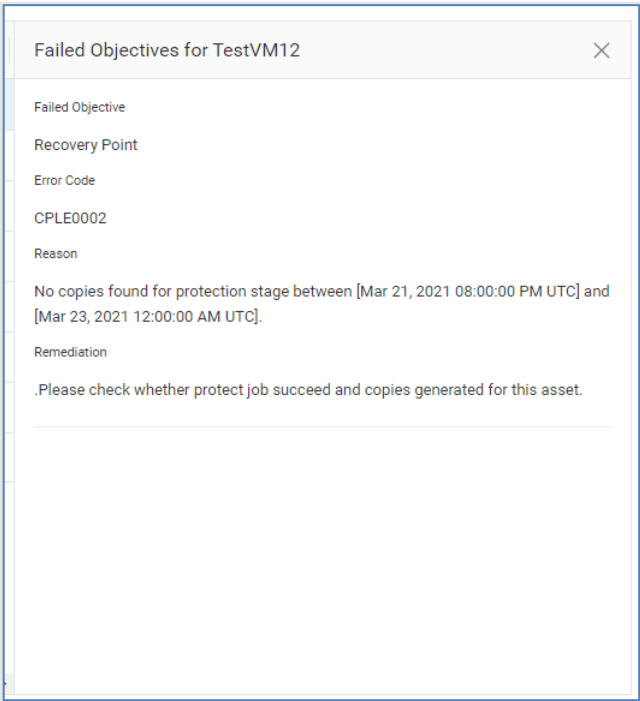 Failed Objectives for TestVM12
Failed Objective
Recovery Point
Error Code
CPLE0002
Reason
No copies found for protection stage between [Mar 21, 2021 08:00:00 PM UTC] and
[Mar 23, 2021 12:00:00 AM UTC].
Remediation
.Please check whether protect job succeed and copies generated for this asset.